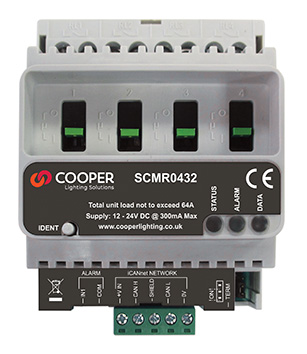 1 2 3 4
COOPER
Lighting Solutions
SCMR0432
Total unit load not to exceed 64A
Supply: 12 - 24V DC @ 300mA Max
www.cooperlighting.co.uk
IDENT
STATUS
ALARM
DATA
CE
ALARM
iCANnet NETWORK
INT
COM
+V IN
CAN H
SHIELD
CAN L
0V
TERM